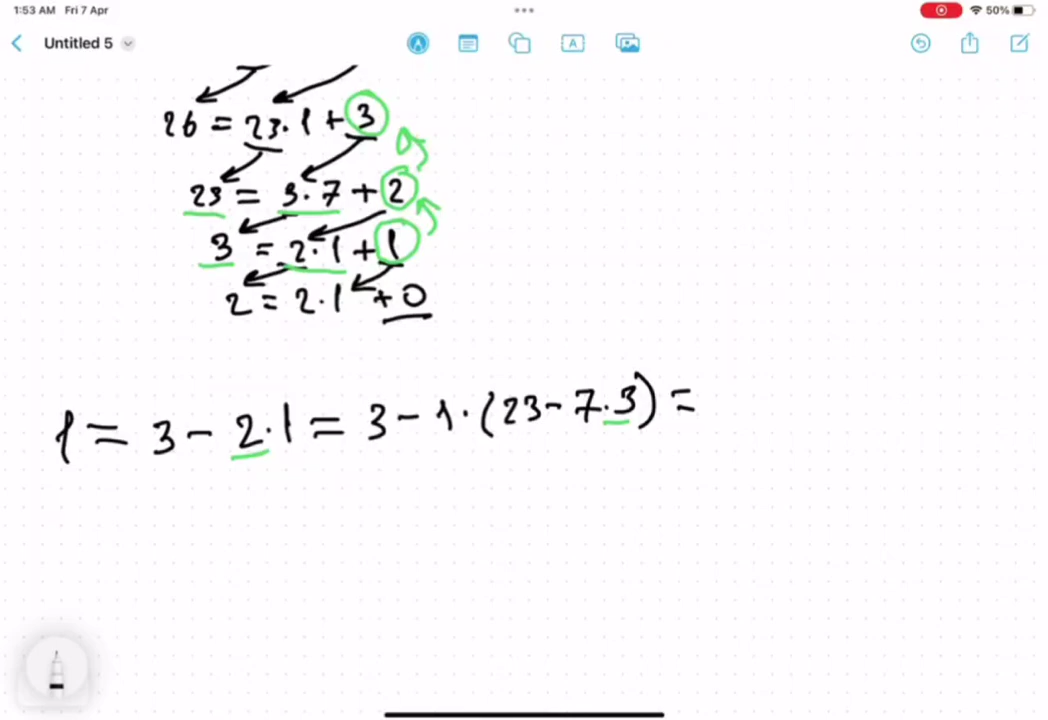 1:53 AM Fri 7 Apr
50%
Untitled 5
A
26 = 23·1 + 3
23 = 3·7 + 2
3 = 2·1 + 1
2 = 2·1 + 0
1 = 3 - 2·1 = 3 - 1·(23 - 7·3) =